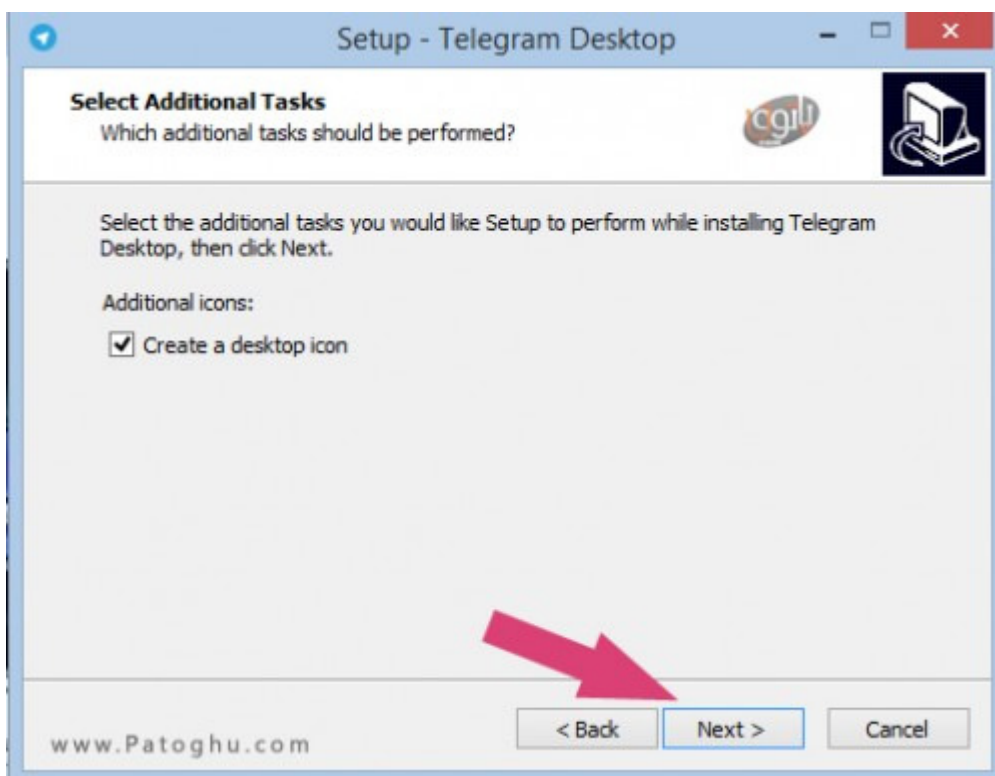 Setup - Telegram Desktop
Select Additional Tasks
Which additional tasks should be performed?
Select the additional tasks you would like Setup to perform while installing Telegram
Desktop, then click Next.
Additional icons:
Create a desktop icon
< Back Next > Cancel
www.Patoghu.com